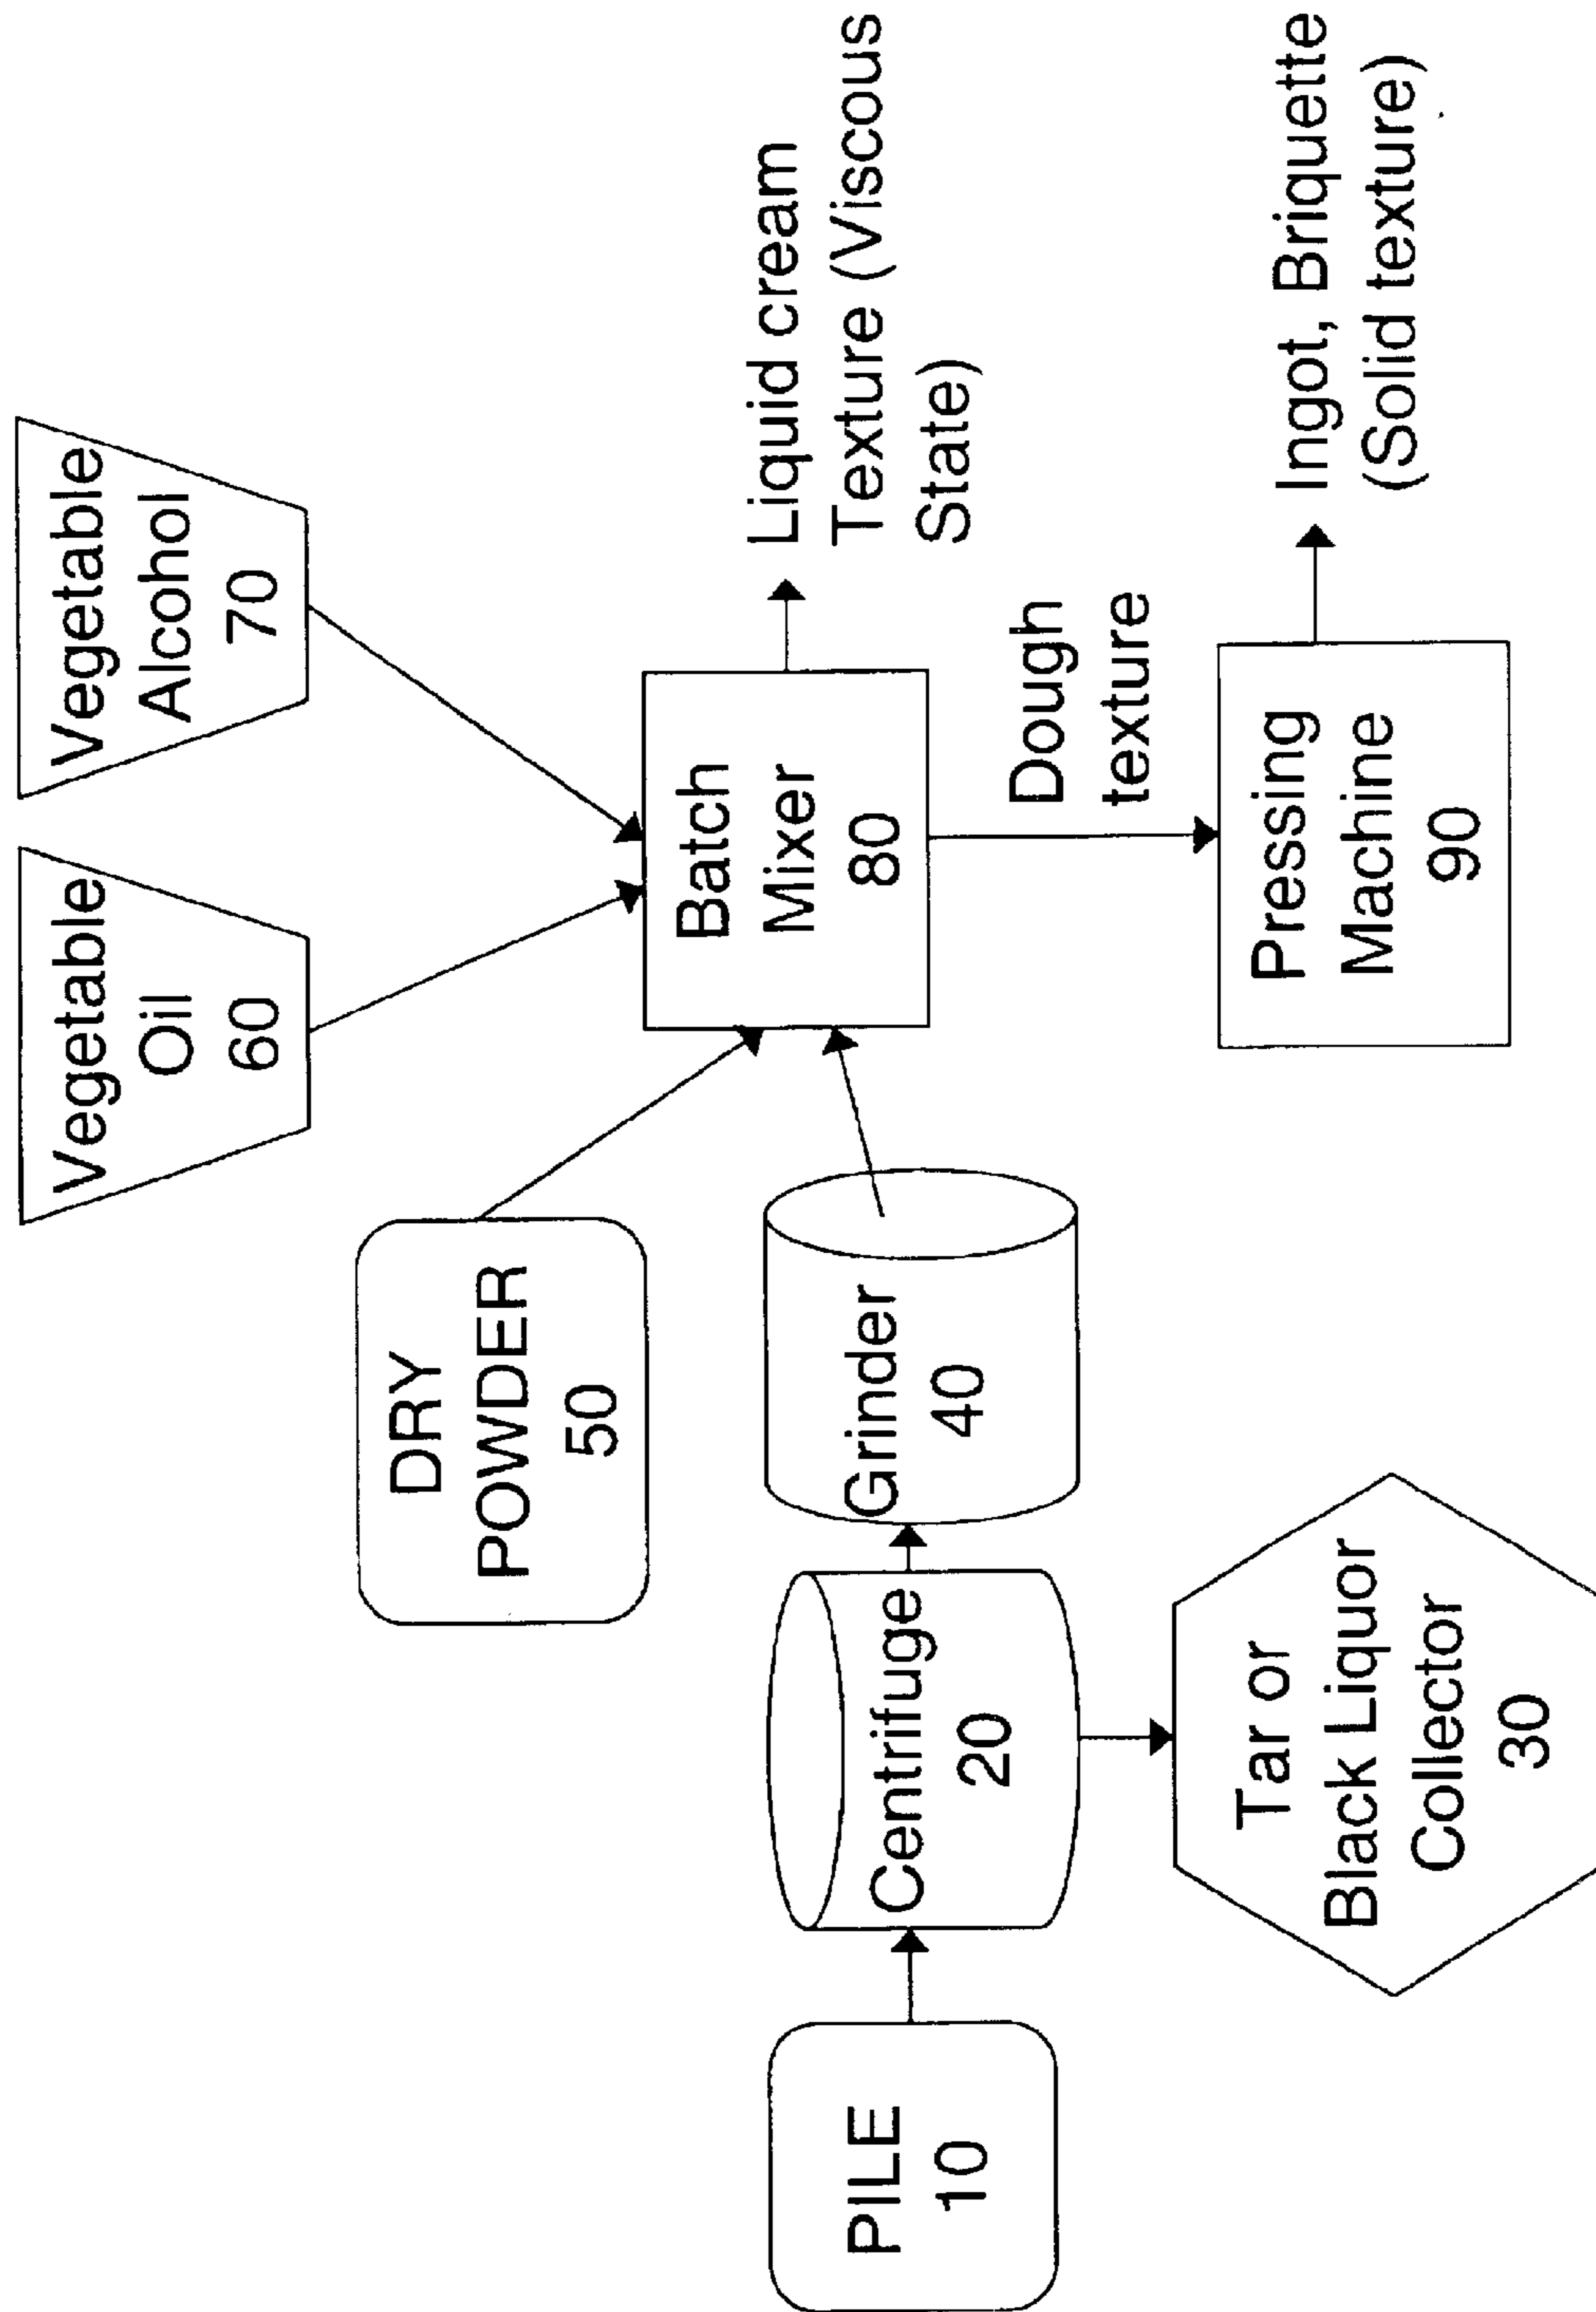 Vegetable
Oil
60
Vegetable
Alcohol
70
DRY
POWDER
50
Batch
Mixer
80
Liquid cream
Texture (Viscous
State)
PILE
10
Centrifuge
20
Grinder
40
Dough
texture
Tar or
Black Liquor
Collector
30
Pressing
Machine
90
Ingot, Briquette
(Solid texture)